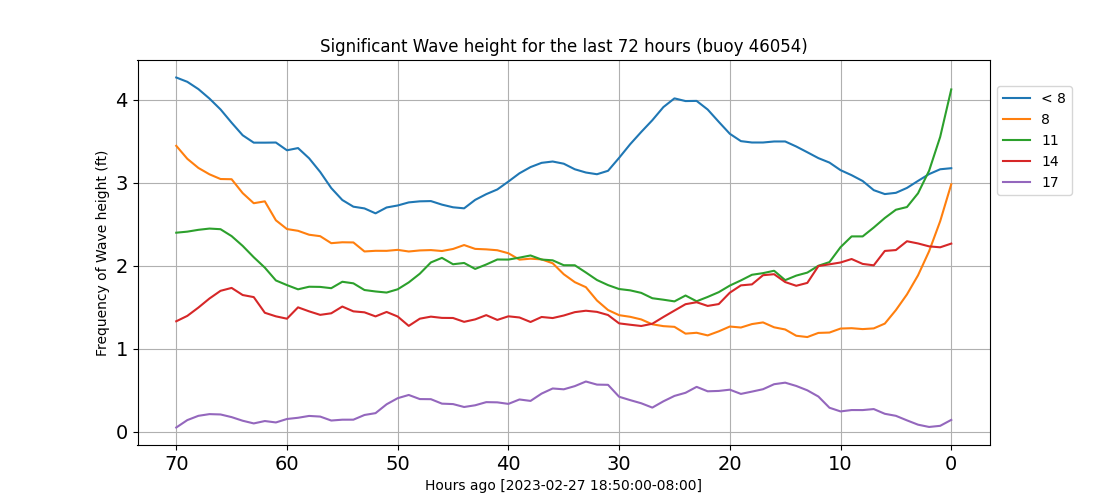 Significant Wave height for the last 72 hours (buoy 46054)
Frequency of Wave height (ft)
4
3
2
1
0
70 60 50 40 30 20 10 0
Hours ago [2023-02-27 18:50:00-08:00]
< 8
8
11
14
17